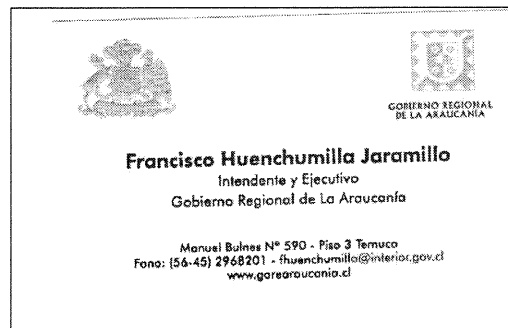 GOBIERNO REGIONAL
DE LA ARAUCANÍA
Francisco Huenchumilla Jaramillo
Intendente y Ejecutivo
Gobierno Regional de La Araucanía
Manuel Bulnes Nº 590 - Piso 3 Temuco
Fono: (56-45) 2968201 - fhuenchumilla@interior.gov.cl
www.gorearaucania.cl